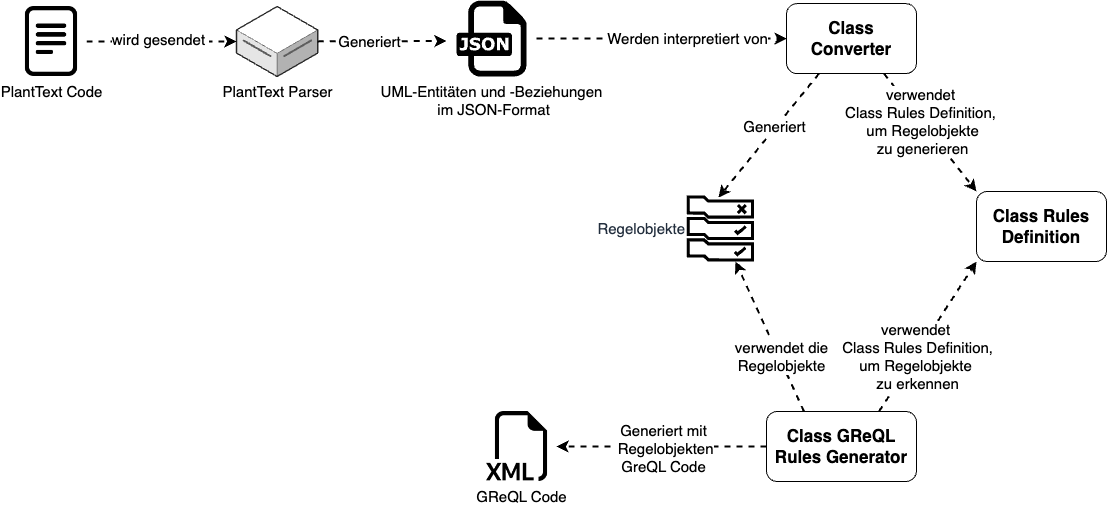 wird gesendet
Generiert
JSON
Werden interpretiert von
Class
Converter
PlantText Code
PlantText Parser
UML-Entitäten und -Beziehungen
im JSON-Format
verwendet
Class Rules Definition,
um Regelobjekte
zu generieren
Generiert
Regelobjekte
Class Rules
Definition
verwendet die
Regelobjekte
verwendet
Class Rules Definition,
um Regelobjekte
zu erkennen
Class GReQL
Rules Generator
Generiert mit
Regelobjekten
GreQL Code
XML
GReQL Code